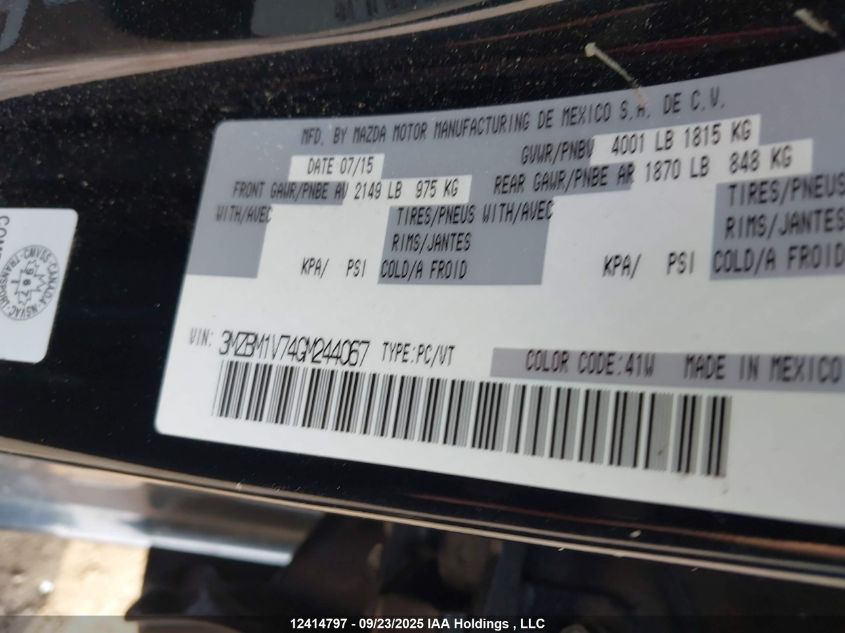 MFD. BY MAZDA MOTOR MANUFACTURING DE MEXICO S.A. DE C.V.
DATE 07/15 GVWR/PNBV 4001 LB 1815 KG
FRONT GAWR/PNBE AV 2149 LB 975 KG REAR GAWR/PNBE AR 1870 LB 848 KG
WITH/AVEC TIRES/PNEUS WITH/AVEC TIRES/PNEUS
RIMS/JANTES RIMS/JANTES
KPA/ PSI COLD/A FROID KPA/ PSI COLD/A FROID
VIN: 3MZBM1V74GM244067 TYPE:PC/VT COLOR CODE:41W MADE IN MEXICO
12414797 - 09/23/2025 IAA Holdings , LLC